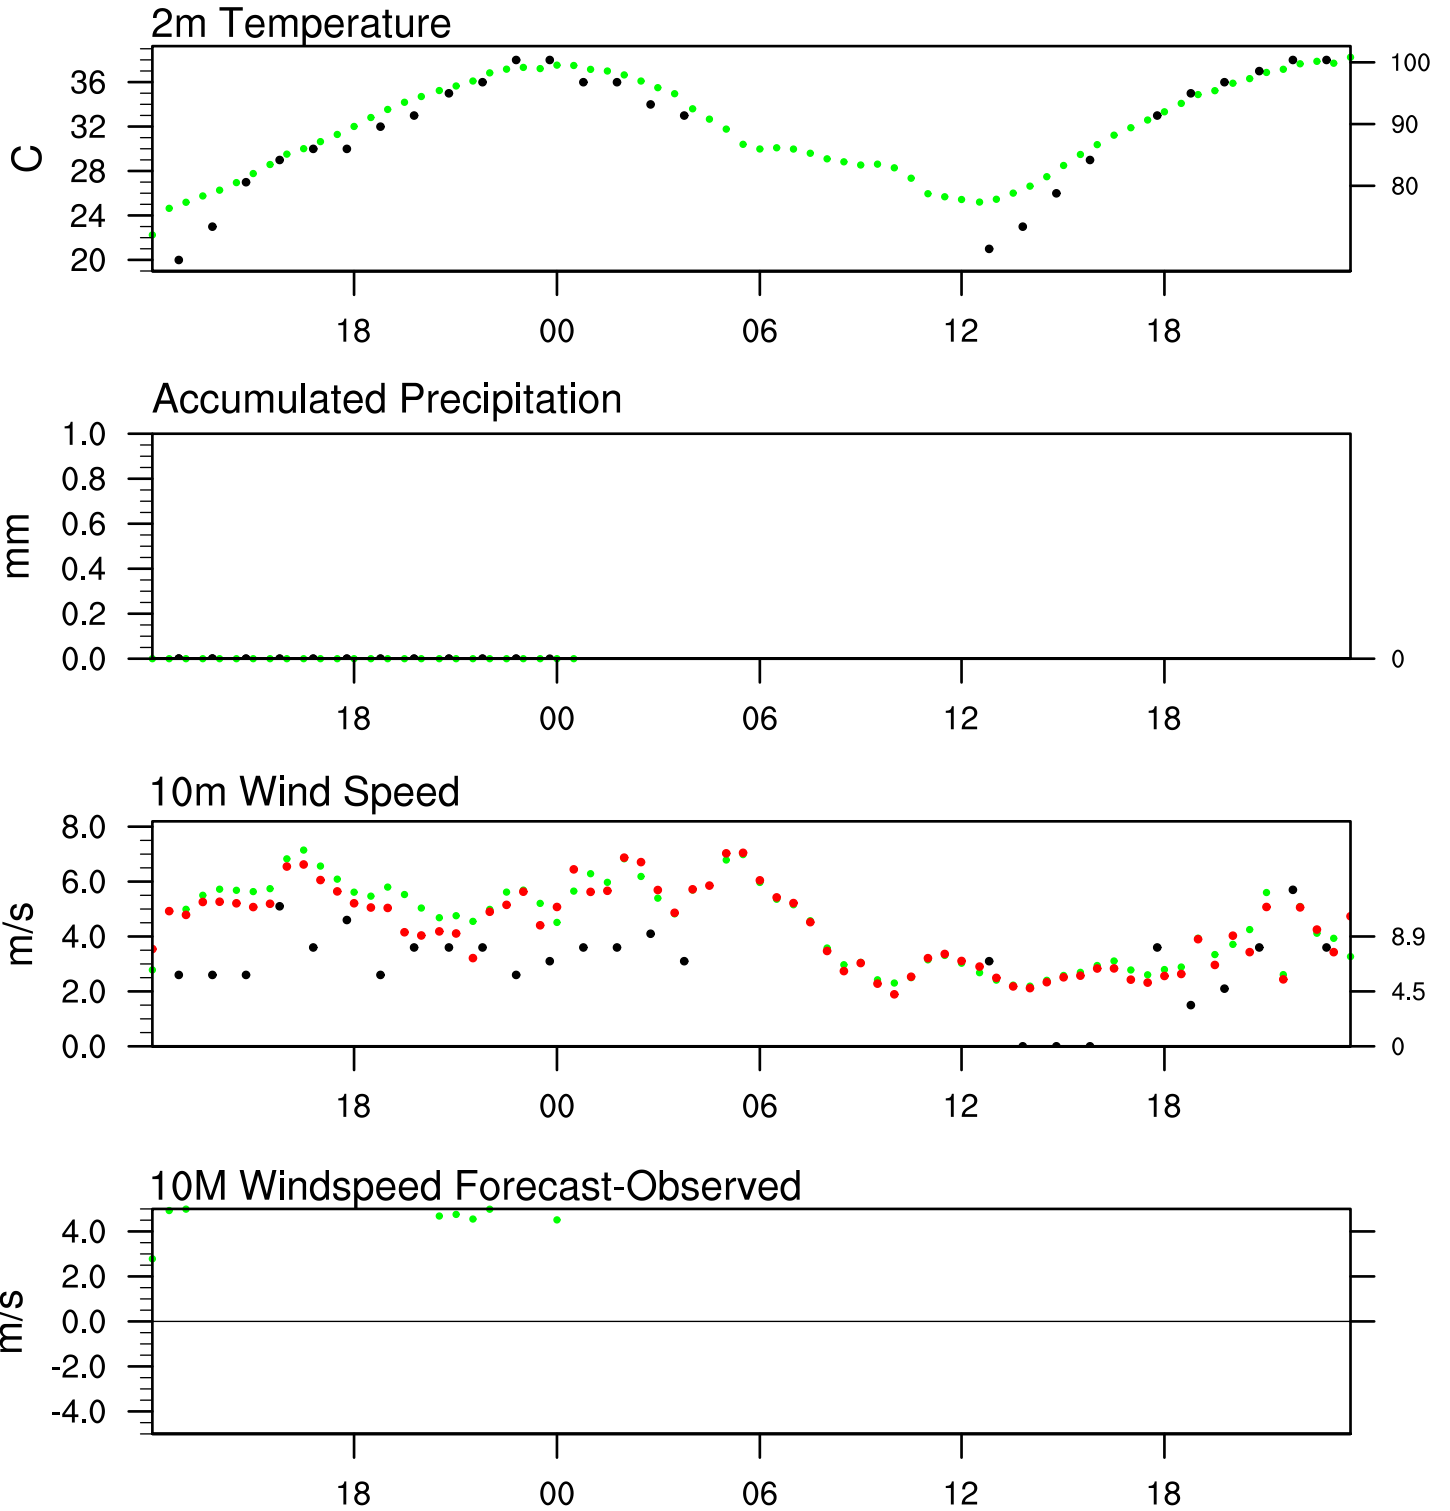 2m Temperature
C
36
32
28
24
20
100
90
80
18 00 06 12 18
Accumulated Precipitation
mm
1.0
0.8
0.6
0.4
0.2
0.0
0
18 00 06 12 18
10m Wind Speed
m/s
8.0
6.0
4.0
2.0
0.0
8.9
4.5
0
18 00 06 12 18
10M Windspeed Forecast-Observed
m/s
4.0
2.0
0.0
-2.0
-4.0
18 00 06 12 18